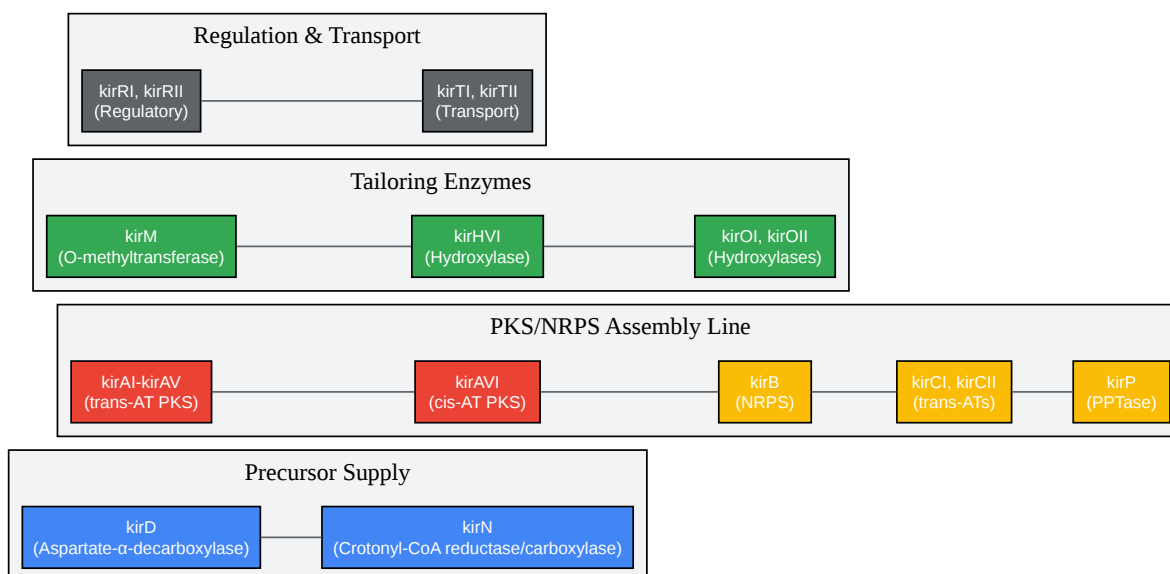 Regulation & Transport
kirRI, kirRII
(Regulatory)
kirTI, kirTII
(Transport)
Tailoring Enzymes
kirM
(O-methyltransferase)
kirHVI
(Hydroxylase)
kirOI, kirOII
(Hydroxylases)
PKS/NRPS Assembly Line
kirAI-kirAV
(trans-AT PKS)
kirAVI
(cis-AT PKS)
kirB
(NRPS)
kirCI, kirCII
(trans-ATs)
kirP
(PPTase)
Precursor Supply
kirD
(Aspartate-α-decarboxylase)
kirN
(Crotonyl-CoA reductase/carboxylase)